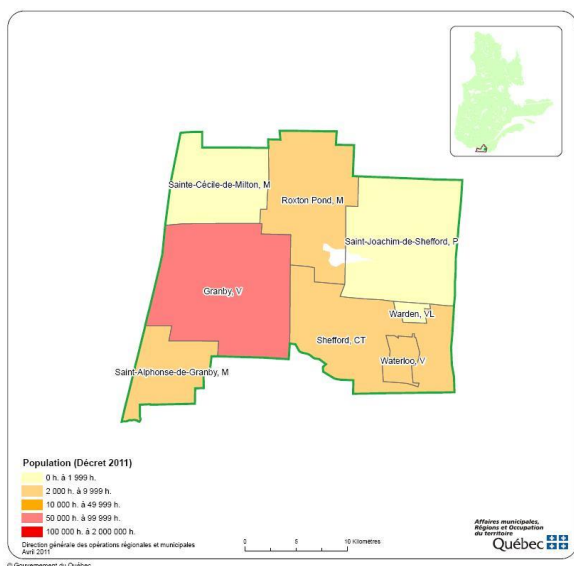 Sainte-Cécile-de-Milton, M
Roxton Pond, M
Saint-Joachim-de-Shefford, P
Granby, V
Warden, VL
Shefford, CT
Waterloo, V
Saint-Alphonse-de-Granby, M
Population (Décret 2011)
0 h. à 1 999 h.
2 000 h. à 9 999 h.
10 000 h. à 49 999 h.
50 000 h. à 99 999 h.
100 000 h. à 2 000 000 h.
Direction générale des opérations régionales et municipales
Avril 2011
0 5 10 Kilomètres
Affaires municipales,
Régions et Occupation
du territoire
Québec
© Gouvernement du Québec